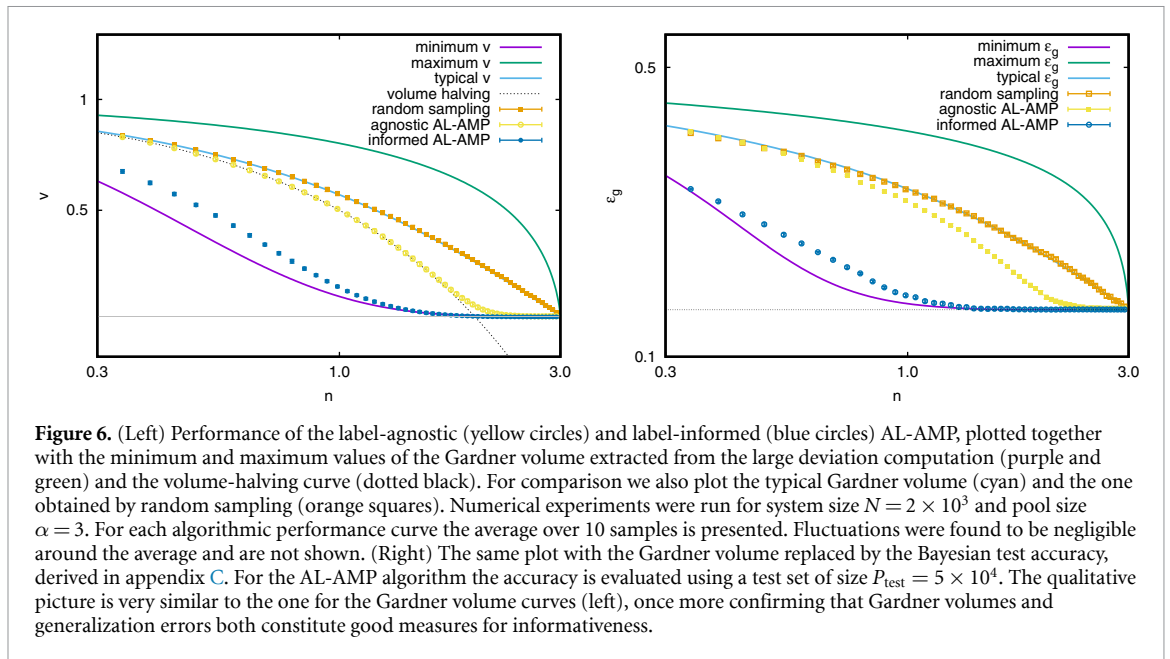 minimum v
maximum v
typical v
volume halving
random sampling
agnostic AL-AMP
informed AL-AMP
1
0.5
v
0.3
1.0
3.0
n
minimum εg
maximum εg
typical εg
random sampling
agnostic AL-AMP
informed AL-AMP
0.5
0.1
εg
0.3
1.0
3.0
n
Figure 6. (Left) Performance of the label-agnostic (yellow circles) and label-informed (blue circles) AL-AMP, plotted together
with the minimum and maximum values of the Gardner volume extracted from the large deviation computation (purple and
green) and the volume-halving curve (dotted black). For comparison we also plot the typical Gardner volume (cyan) and the one
obtained by random sampling (orange squares). Numerical experiments were run for system size N = 2 × 10³ and pool size
α = 3. For each algorithmic performance curve the average over 10 samples is presented. Fluctuations were found to be negligible
around the average and are not shown. (Right) The same plot with the Gardner volume replaced by the Bayesian test accuracy,
derived in appendix C. For the AL-AMP algorithm the accuracy is evaluated using a test set of size Ptest = 5 × 10⁴. The qualitative
picture is very similar to the one for the Gardner volume curves (left), once more confirming that Gardner volumes and
generalization errors both constitute good measures for informativeness.